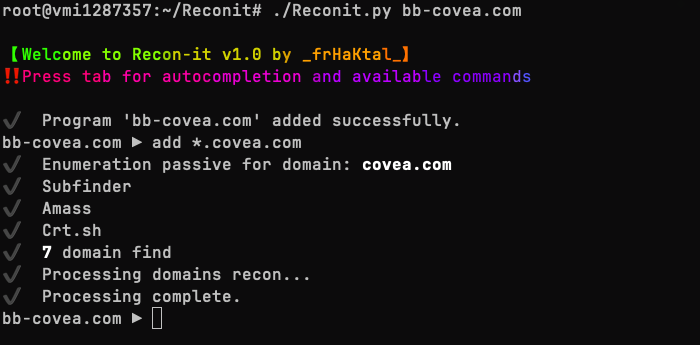 root@vmi1287357:~/Reconit# ./Reconit.py bb-covea.com
【Welcome to Recon-it v1.0 by _frHaKtal_】
‼️Press tab for autocompletion and available commands
✔ Program 'bb-covea.com' added successfully.
bb-covea.com ► add *.covea.com
✔ Enumeration passive for domain: covea.com
✔ Subfinder
✔ Amass
✔ Crt.sh
✔ 7 domain find
✔ Processing domains recon...
✔ Processing complete.
bb-covea.com ►